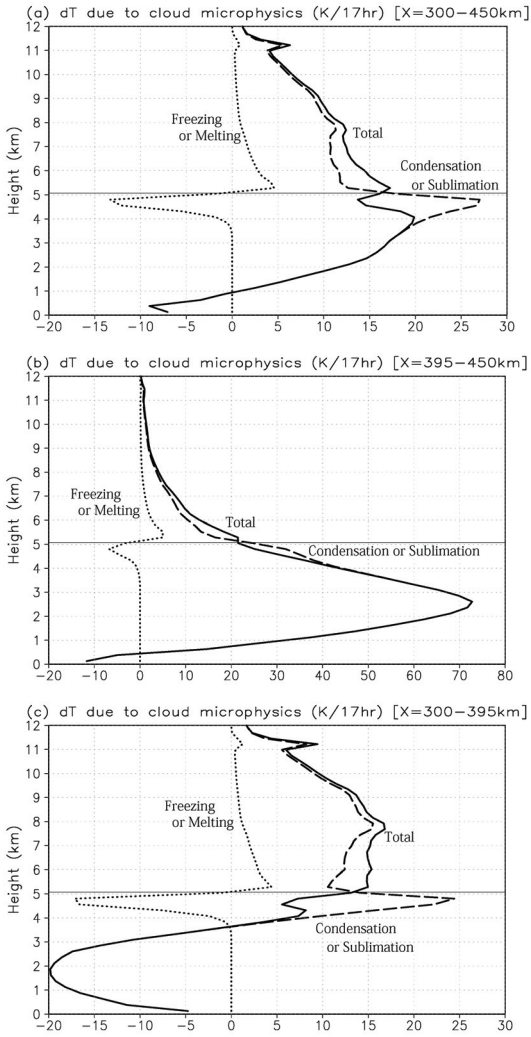 (a) dT due to cloud microphysics (K/17hr) [X=300−450km]
12
11
10
9
8
7
6
5
4
3
2
1
0
Height (km)
Freezing
or Melting
Total
Condensation
or Sublimation
−20 −15 −10 −5 0 5 10 15 20 25 30
(b) dT due to cloud microphysics (K/17hr) [X=395−450km]
12
11
10
9
8
7
6
5
4
3
2
1
0
Height (km)
Freezing
or Melting
Total
Condensation or Sublimation
−20 −10 0 10 20 30 40 50 60 70 80
(c) dT due to cloud microphysics (K/17hr) [X=300−395km]
12
11
10
9
8
7
6
5
4
3
2
1
0
Height (km)
Freezing
or Melting
Total
Condensation
or Sublimation
−20 −15 −10 −5 0 5 10 15 20 25 30